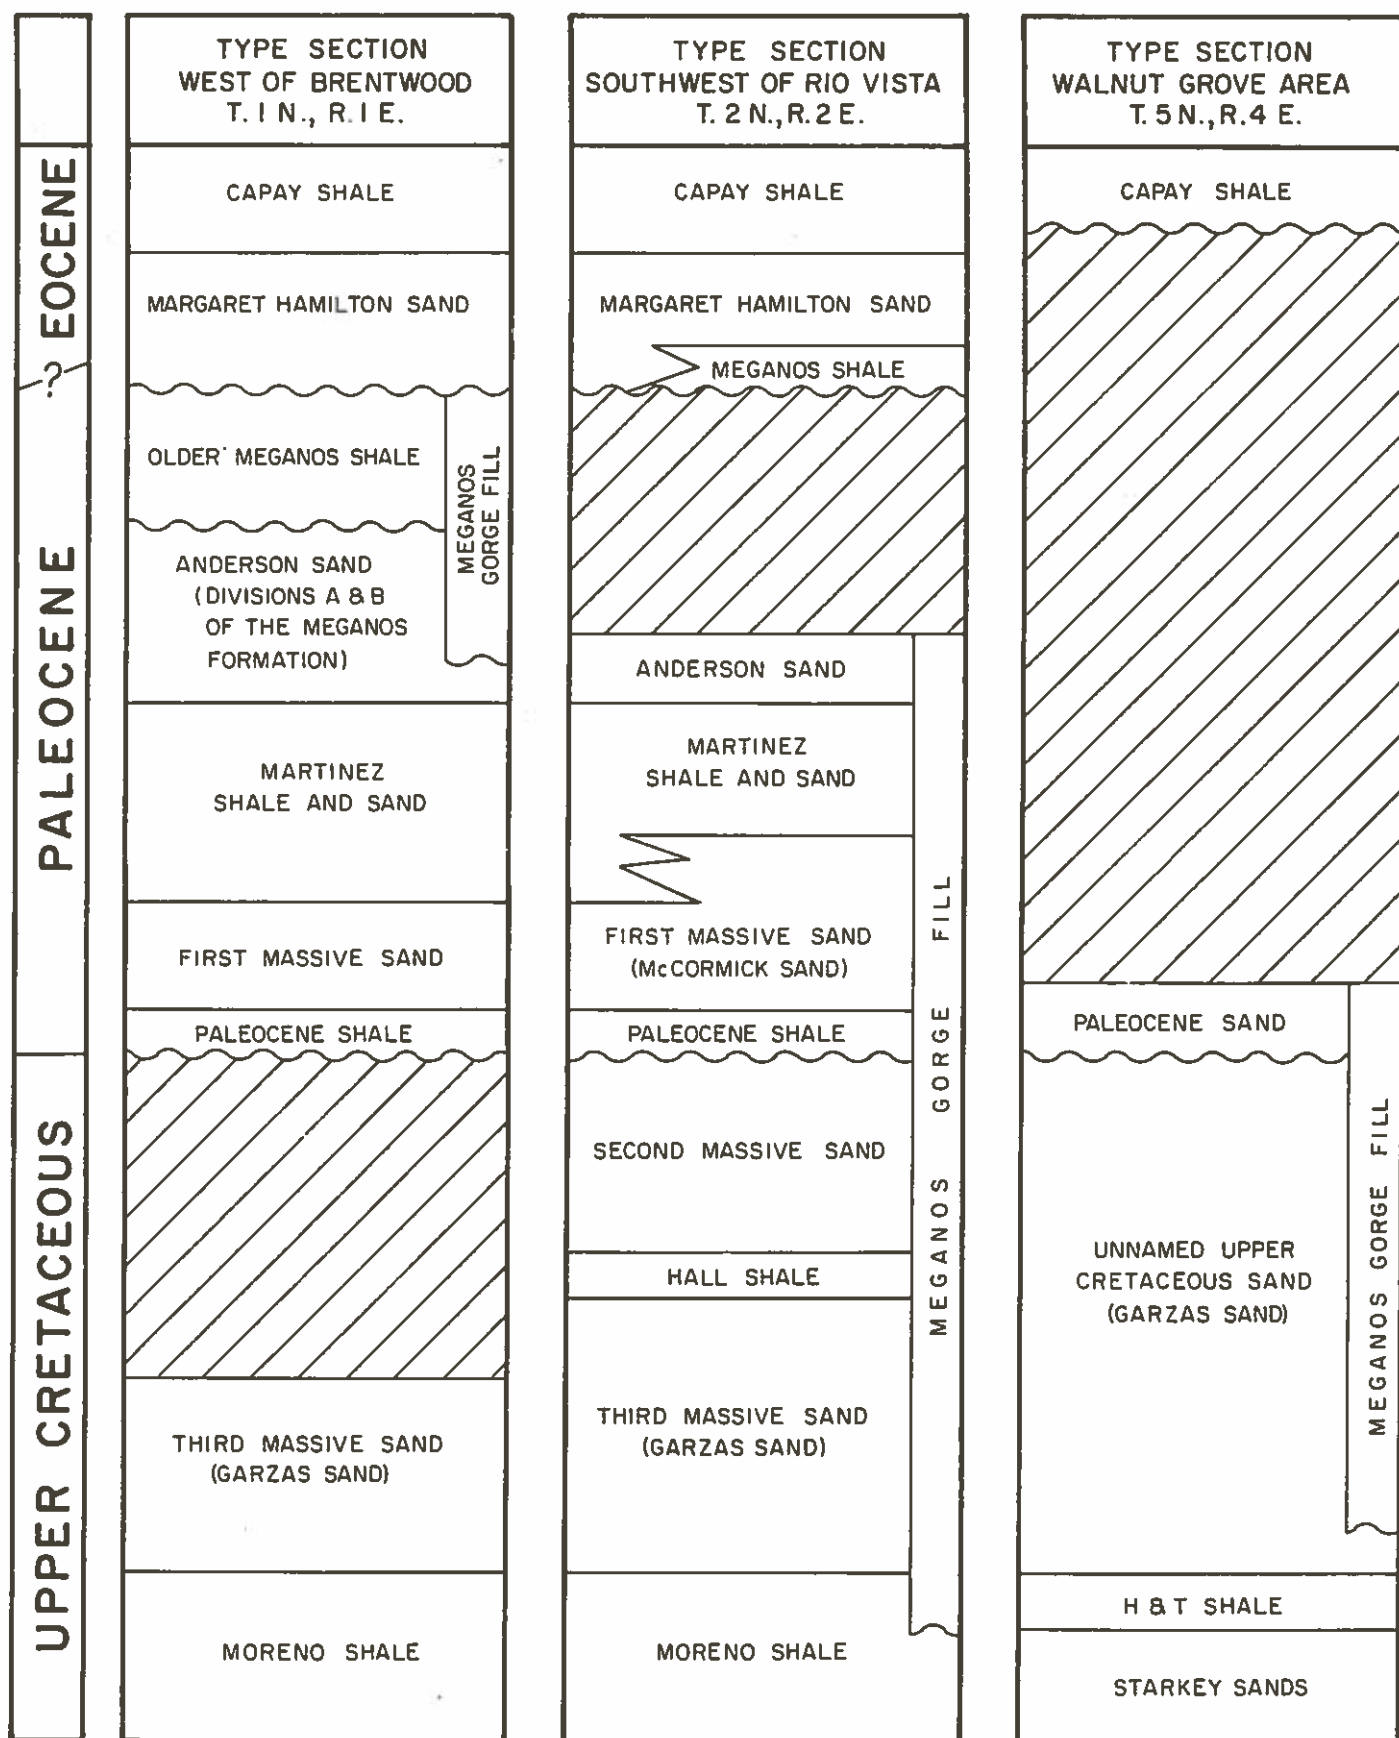 EOCENE
?
PALEOCENE
UPPER CRETACEOUS
TYPE SECTION
WEST OF BRENTWOOD
T. 1 N., R. 1 E.
CAPAY SHALE
MARGARET HAMILTON SAND
OLDER MEGANOS SHALE
MEGANOS
GORGE FILL
ANDERSON SAND
(DIVISIONS A & B
OF THE MEGANOS
FORMATION)
MARTINEZ
SHALE AND SAND
FIRST MASSIVE SAND
PALEOCENE SHALE
THIRD MASSIVE SAND
(GARZAS SAND)
MORENO SHALE
TYPE SECTION
SOUTHWEST OF RIO VISTA
T. 2 N., R. 2 E.
CAPAY SHALE
MARGARET HAMILTON SAND
MEGANOS SHALE
ANDERSON SAND
MARTINEZ
SHALE AND SAND
FIRST MASSIVE SAND
(McCORMICK SAND)
PALEOCENE SHALE
SECOND MASSIVE SAND
HALL SHALE
THIRD MASSIVE SAND
(GARZAS SAND)
MORENO SHALE
MEGANOS GORGE FILL
TYPE SECTION
WALNUT GROVE AREA
T. 5 N., R. 4 E.
CAPAY SHALE
PALEOCENE SAND
UNNAMED UPPER
CRETACEOUS SAND
(GARZAS SAND)
MEGANOS GORGE FILL
H & T SHALE
STARKEY SANDS